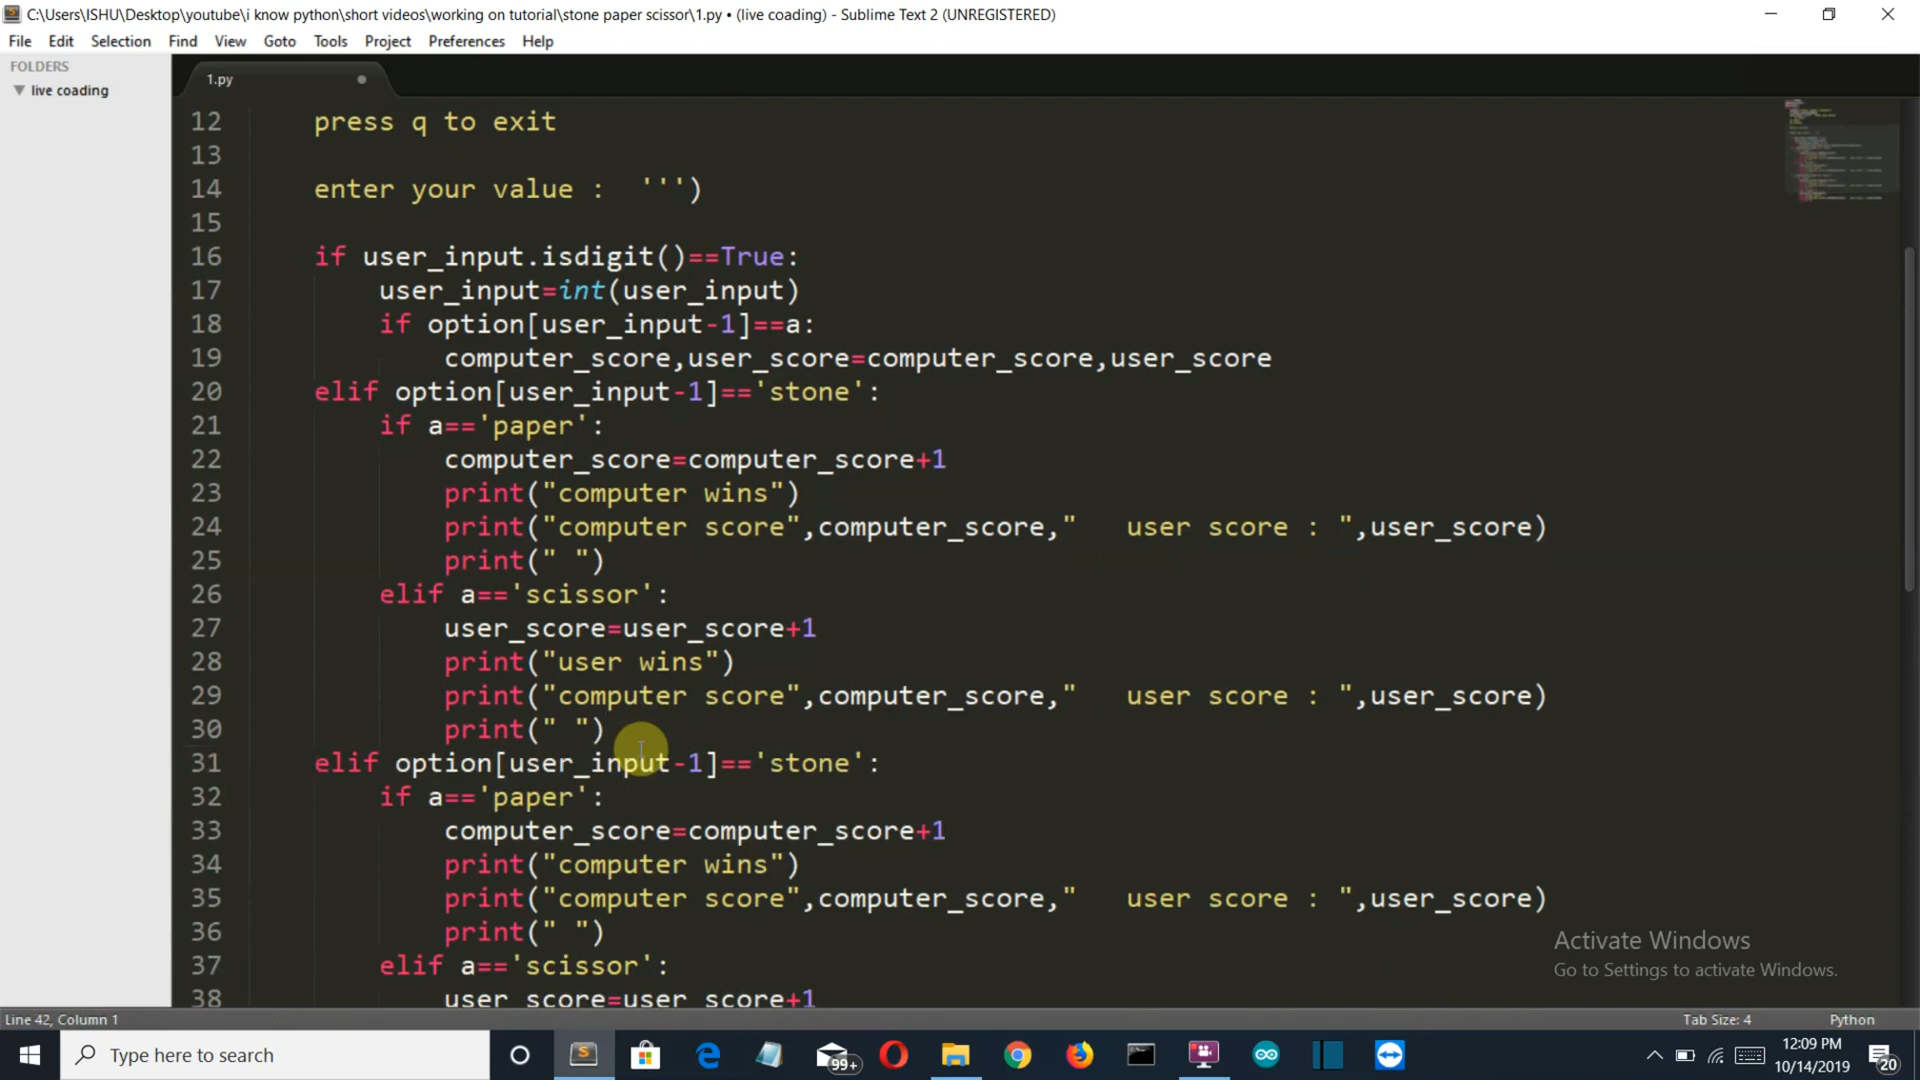 C:\Users\ISHU\Desktop\youtube\i know python\short videos\working on tutorial\stone paper scissor\1.py • (live coading) - Sublime Text 2 (UNREGISTERED)
File Edit Selection Find View Goto Tools Project Preferences Help
FOLDERS
live coading
1.py
12 press q to exit
13
14 enter your value :  ''')
15
16 if user_input.isdigit()==True:
17 user_input=int(user_input)
18 if option[user_input-1]==a:
19 computer_score,user_score=computer_score,user_score
20 elif option[user_input-1]=='stone':
21 if a=='paper':
22 computer_score=computer_score+1
23 print("computer wins")
24 print("computer score",computer_score,"   user score : ",user_score)
25 print(" ")
26 elif a=='scissor':
27 user_score=user_score+1
28 print("user wins")
29 print("computer score",computer_score,"   user score : ",user_score)
30 print(" ")
31 elif option[user_input-1]=='stone':
32 if a=='paper':
33 computer_score=computer_score+1
34 print("computer wins")
35 print("computer score",computer_score,"   user score : ",user_score)
36 print(" ")
37 elif a=='scissor':
38 user_score=user_score+1
Activate Windows
Go to Settings to activate Windows.
Line 42, Column 1
Tab Size: 4 Python
Type here to search
99+
12:09 PM
10/14/2019
20